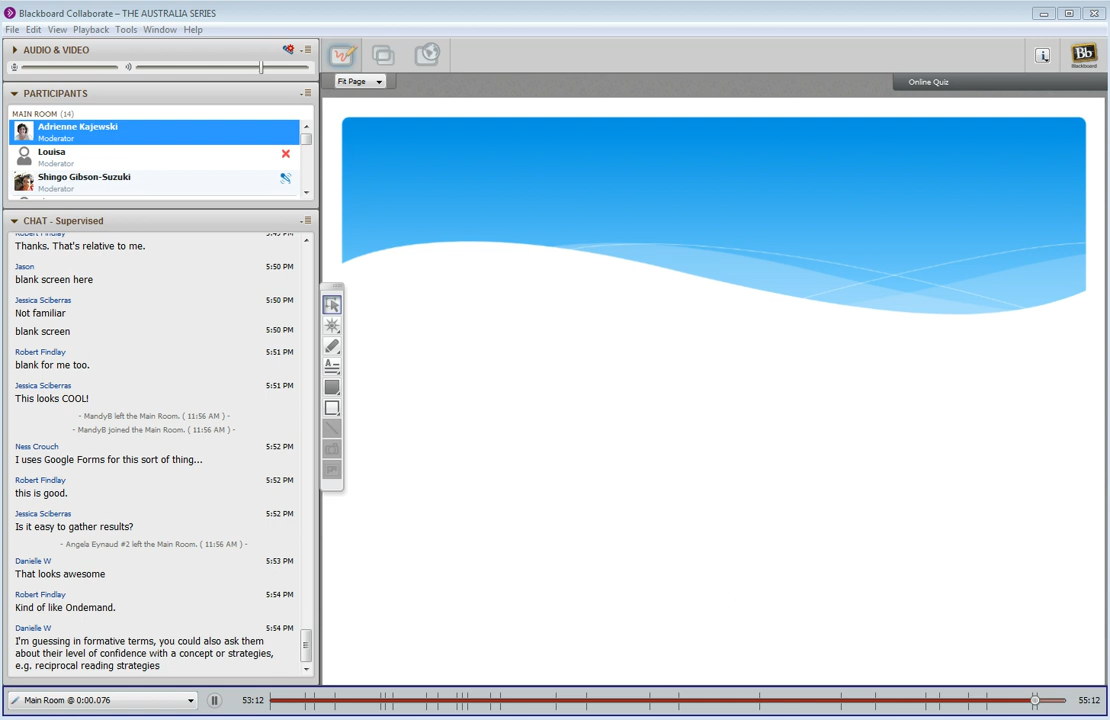 Blackboard Collaborate – THE AUSTRALIA SERIES
File Edit View Playback Tools Window Help
AUDIO & VIDEO
Fit Page
Online Quiz
Blackboard
PARTICIPANTS
MAIN ROOM (14)
Adrienne Kajewski
Moderator
Louisa
Moderator
Shingo Gibson-Suzuki
Moderator
CHAT - Supervised
Robert Findlay 5:49 PM
Thanks. That's relative to me.
Jason 5:50 PM
blank screen here
Jessica Sciberras 5:50 PM
Not familiar
blank screen 5:50 PM
Robert Findlay 5:51 PM
blank for me too.
Jessica Sciberras 5:51 PM
This looks COOL!
- MandyB left the Main Room. ( 11:56 AM ) -
- MandyB joined the Main Room. ( 11:56 AM ) -
Ness Crouch 5:52 PM
I uses Google Forms for this sort of thing...
Robert Findlay 5:52 PM
this is good.
Jessica Sciberras 5:52 PM
Is it easy to gather results?
- Angela Eynaud #2 left the Main Room. ( 11:56 AM ) -
Danielle W 5:53 PM
That looks awesome
Robert Findlay 5:54 PM
Kind of like Ondemand.
Danielle W 5:54 PM
I'm guessing in formative terms, you could also ask them
about their level of confidence with a concept or strategies,
e.g. reciprocal reading strategies
Main Room @ 0:00.076 53:12 55:12